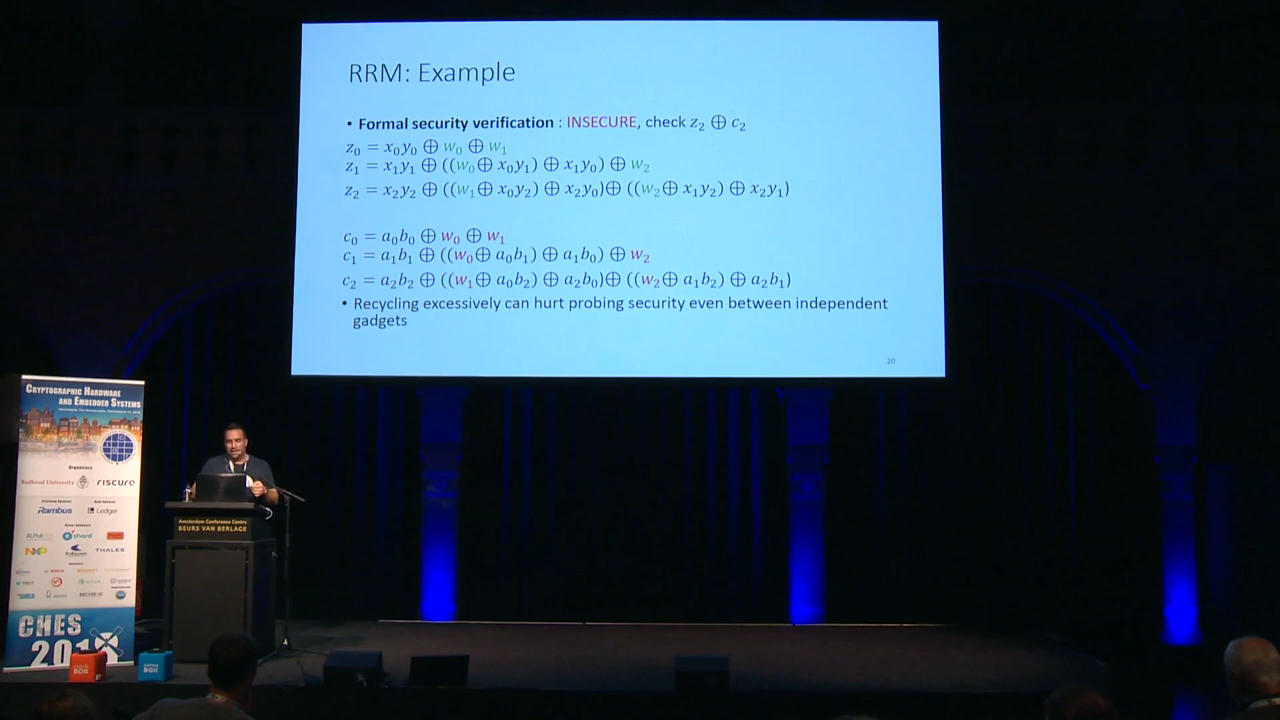 RRM: Example
• Formal security verification : INSECURE, check z₂ ⊕ c₂
z₀ = x₀y₀ ⊕ w₀ ⊕ w₁
z₁ = x₁y₁ ⊕ ((w₀⊕ x₀y₁) ⊕ x₁y₀) ⊕ w₂
z₂ = x₂y₂ ⊕ ((w₁⊕ x₀y₂) ⊕ x₂y₀)⊕ ((w₂⊕ x₁y₂) ⊕ x₂y₁)
c₀ = a₀b₀ ⊕ w₀ ⊕ w₁
c₁ = a₁b₁ ⊕ ((w₀⊕ a₀b₁) ⊕ a₁b₀) ⊕ w₂
c₂ = a₂b₂ ⊕ ((w₁⊕ a₀b₂) ⊕ a₂b₀)⊕ ((w₂⊕ a₁b₂) ⊕ a₂b₁)
• Recycling excessively can hurt probing security even between independent
gadgets
20
CRYPTOGRAPHIC HARDWARE
AND EMBEDDED SYSTEMS
Organizers
Radboud University
riscure
Rambus
Ledger
eshard
NXP
THALES
CHES
2018
Amsterdam Conference Centre
BEURS VAN BERLAGE